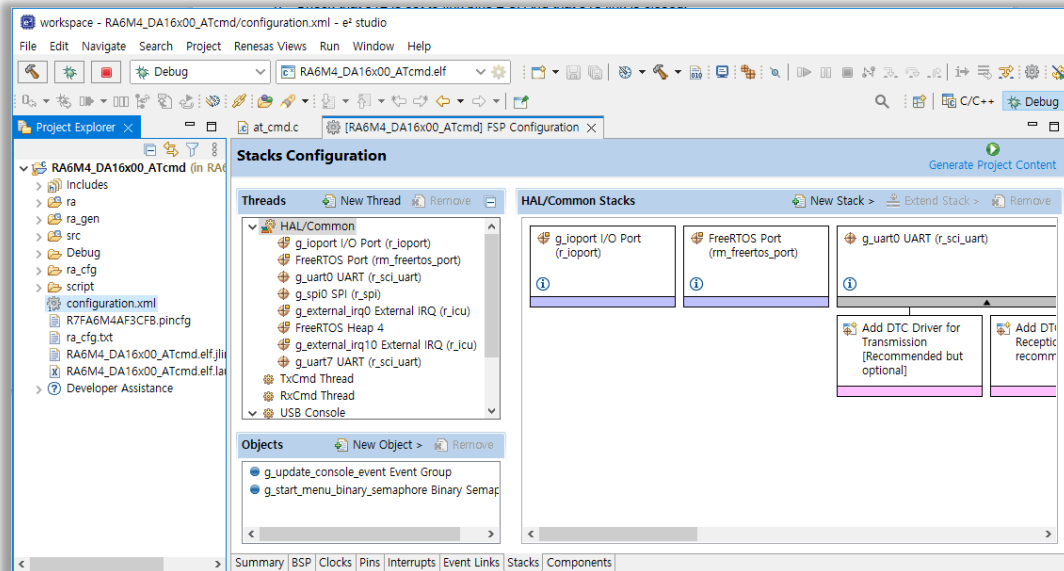 workspace - RA6M4_DA16x00_ATcmd/configuration.xml - e² studio
File Edit Navigate Search Project Renesas Views Run Window Help
Debug
RA6M4_DA16x00_ATcmd.elf
C/C++
Debug
Project Explorer
at_cmd.c
[RA6M4_DA16x00_ATcmd] FSP Configuration
RA6M4_DA16x00_ATcmd (in RA6
Includes
ra
ra_gen
src
Debug
ra_cfg
script
configuration.xml
R7FA6M4AF3CFB.pincfg
ra_cfg.txt
RA6M4_DA16x00_ATcmd.elf.jlin
RA6M4_DA16x00_ATcmd.elf.lau
Developer Assistance
Stacks Configuration
Generate Project Content
Threads
New Thread
Remove
HAL/Common
g_ioport I/O Port (r_ioport)
FreeRTOS Port (rm_freertos_port)
g_uart0 UART (r_sci_uart)
g_spi0 SPI (r_spi)
g_external_irq0 External IRQ (r_icu)
FreeRTOS Heap 4
g_external_irq10 External IRQ (r_icu)
g_uart7 UART (r_sci_uart)
TxCmd Thread
RxCmd Thread
USB Console
Objects
New Object >
Remove
g_update_console_event Event Group
g_start_menu_binary_semaphore Binary Semap
HAL/Common Stacks
New Stack >
Extend Stack >
Remove
g_ioport I/O Port
(r_ioport)
FreeRTOS Port
(rm_freertos_port)
g_uart0 UART (r_sci_uart)
Add DTC Driver for
Transmission
[Recommended but
optional]
Add DT
Receptio
recomm
Summary BSP Clocks Pins Interrupts Event Links Stacks Components